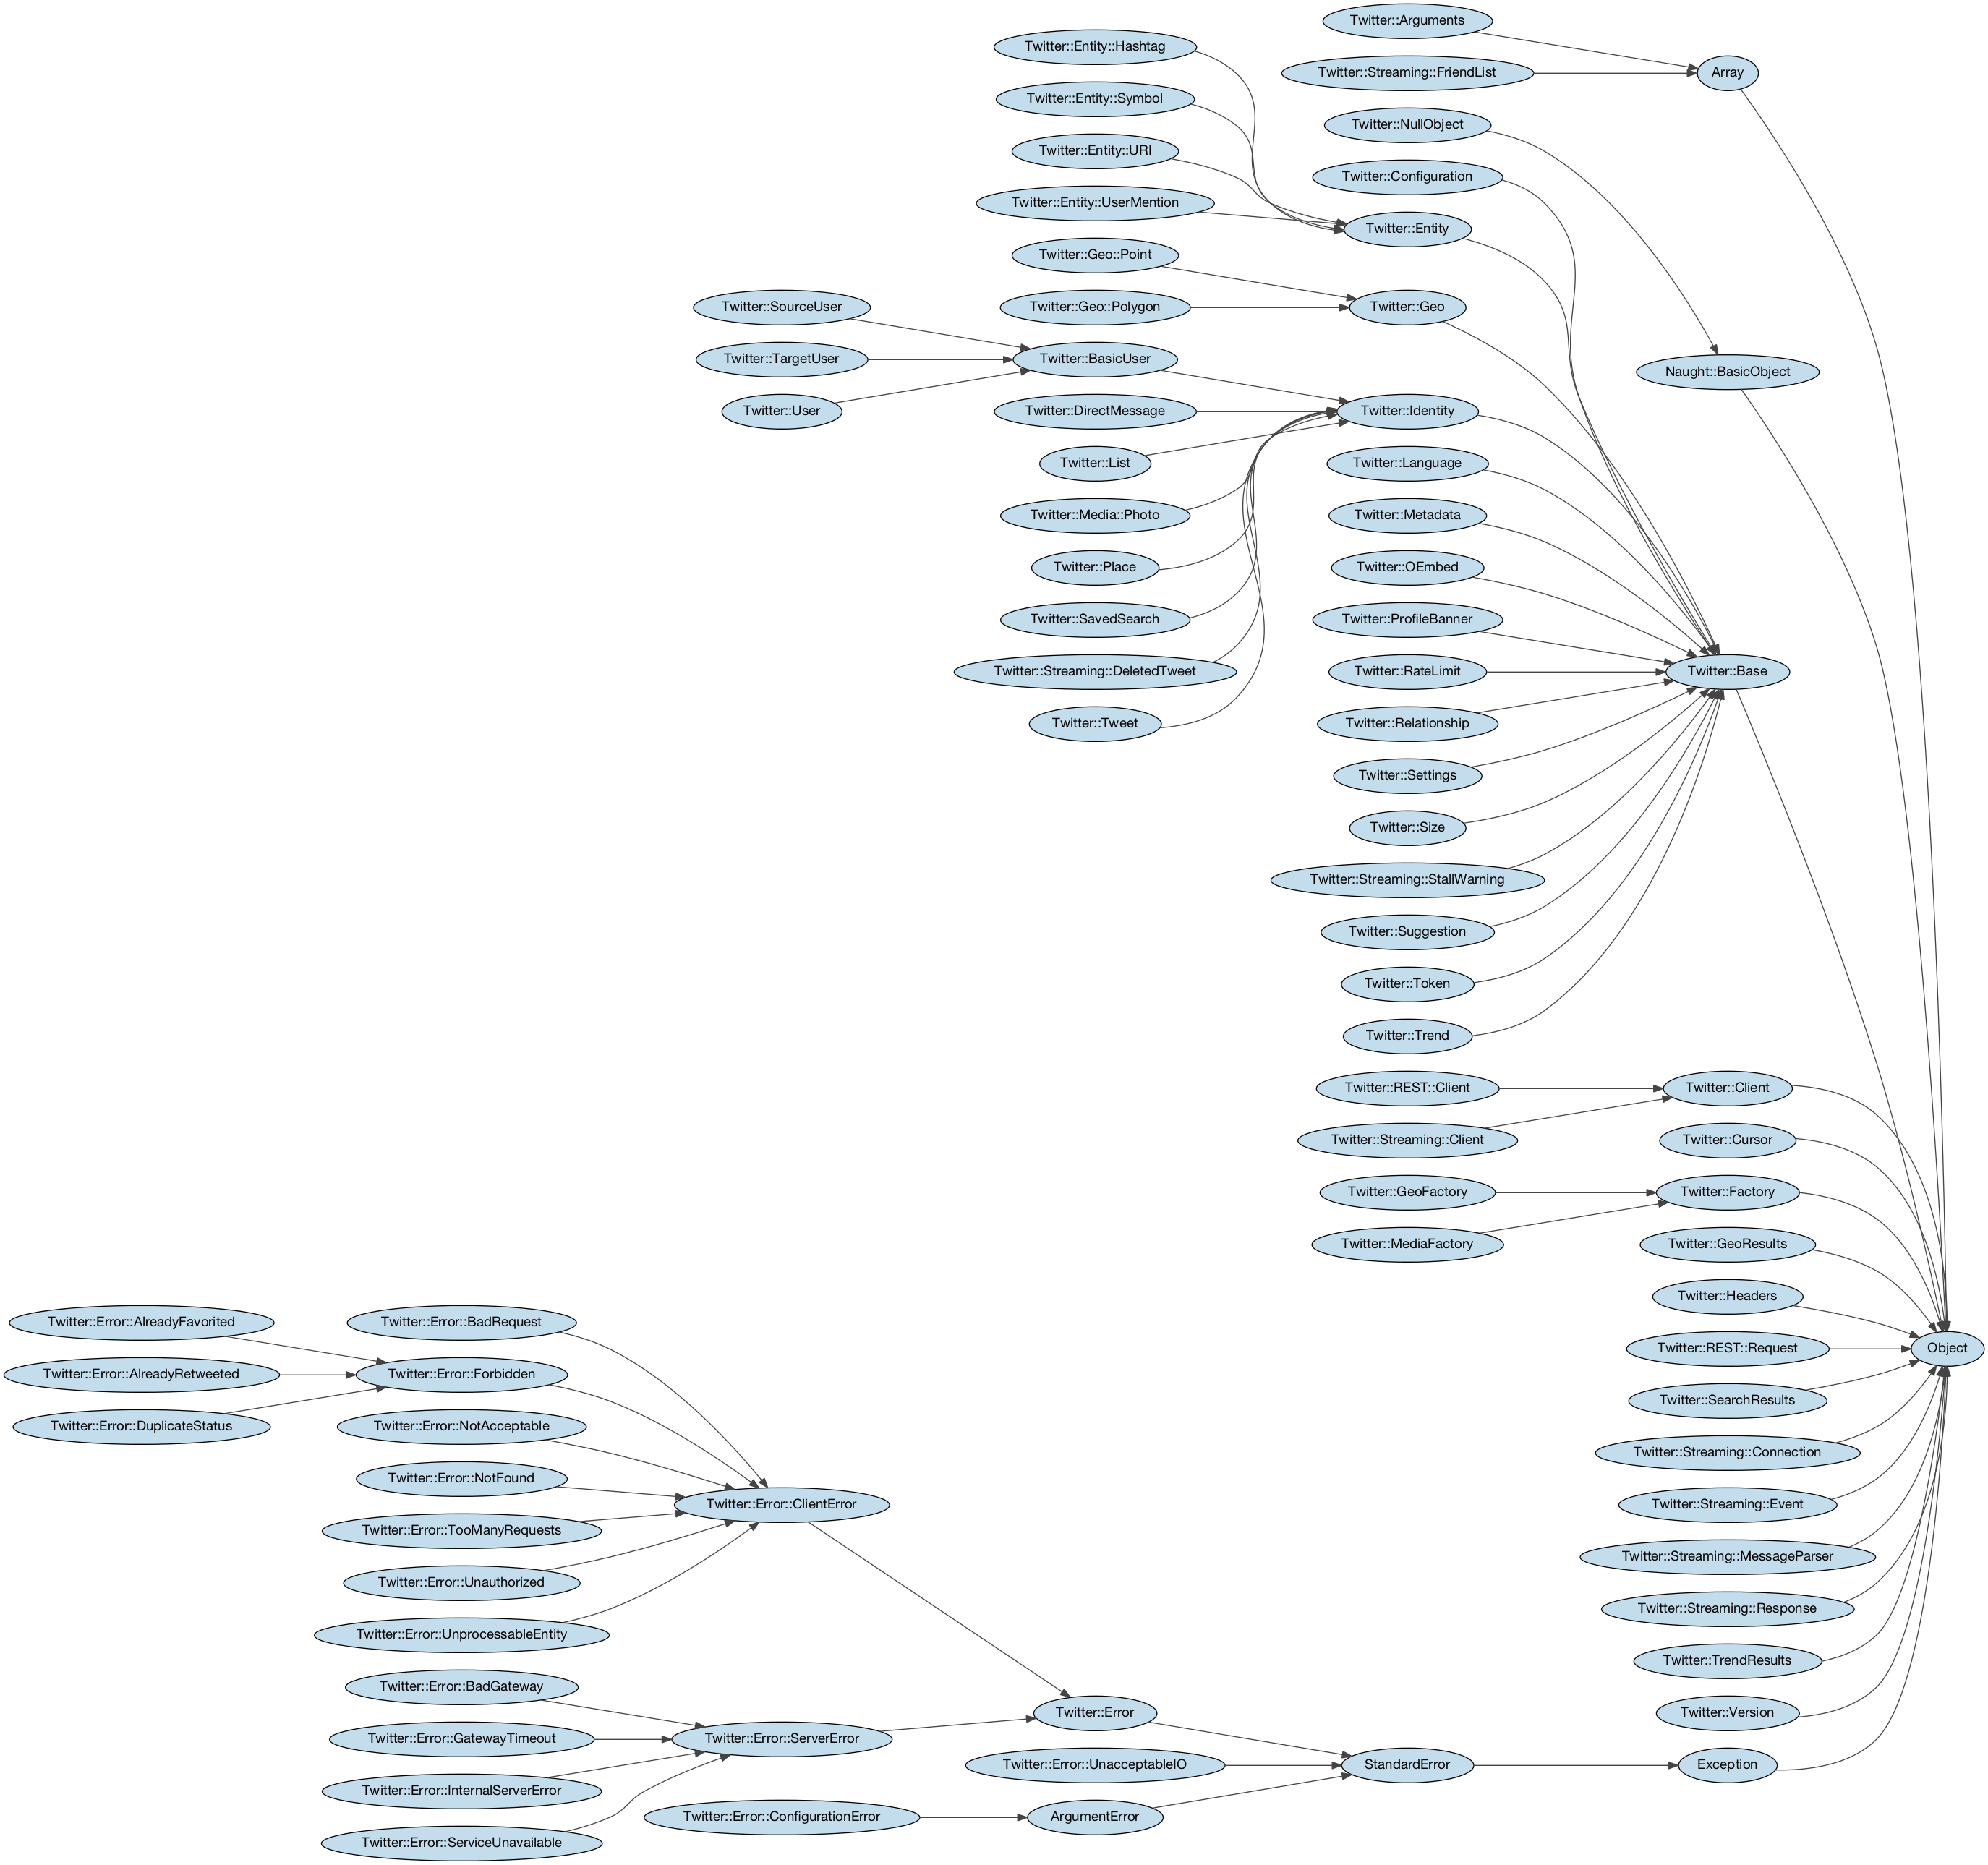 Twitter::Arguments
Twitter::Entity::Hashtag
Twitter::Streaming::FriendList
Array
Twitter::Entity::Symbol
Twitter::NullObject
Twitter::Entity::URI
Twitter::Configuration
Twitter::Entity::UserMention
Twitter::Entity
Twitter::Geo::Point
Twitter::SourceUser
Twitter::Geo::Polygon
Twitter::Geo
Twitter::TargetUser
Twitter::BasicUser
Naught::BasicObject
Twitter::User
Twitter::DirectMessage
Twitter::Identity
Twitter::List
Twitter::Language
Twitter::Media::Photo
Twitter::Metadata
Twitter::Place
Twitter::OEmbed
Twitter::SavedSearch
Twitter::ProfileBanner
Twitter::Streaming::DeletedTweet
Twitter::RateLimit
Twitter::Base
Twitter::Tweet
Twitter::Relationship
Twitter::Settings
Twitter::Size
Twitter::Streaming::StallWarning
Twitter::Suggestion
Twitter::Token
Twitter::Trend
Twitter::REST::Client
Twitter::Client
Twitter::Streaming::Client
Twitter::Cursor
Twitter::GeoFactory
Twitter::Factory
Twitter::MediaFactory
Twitter::GeoResults
Twitter::Headers
Twitter::Error::AlreadyFavorited
Twitter::Error::BadRequest
Twitter::REST::Request
Object
Twitter::Error::AlreadyRetweeted
Twitter::Error::Forbidden
Twitter::SearchResults
Twitter::Error::DuplicateStatus
Twitter::Error::NotAcceptable
Twitter::Streaming::Connection
Twitter::Error::NotFound
Twitter::Error::ClientError
Twitter::Streaming::Event
Twitter::Error::TooManyRequests
Twitter::Streaming::MessageParser
Twitter::Error::Unauthorized
Twitter::Streaming::Response
Twitter::Error::UnprocessableEntity
Twitter::TrendResults
Twitter::Error::BadGateway
Twitter::Error
Twitter::Version
Twitter::Error::GatewayTimeout
Twitter::Error::ServerError
Twitter::Error::UnacceptableIO
StandardError
Exception
Twitter::Error::InternalServerError
Twitter::Error::ConfigurationError
ArgumentError
Twitter::Error::ServiceUnavailable